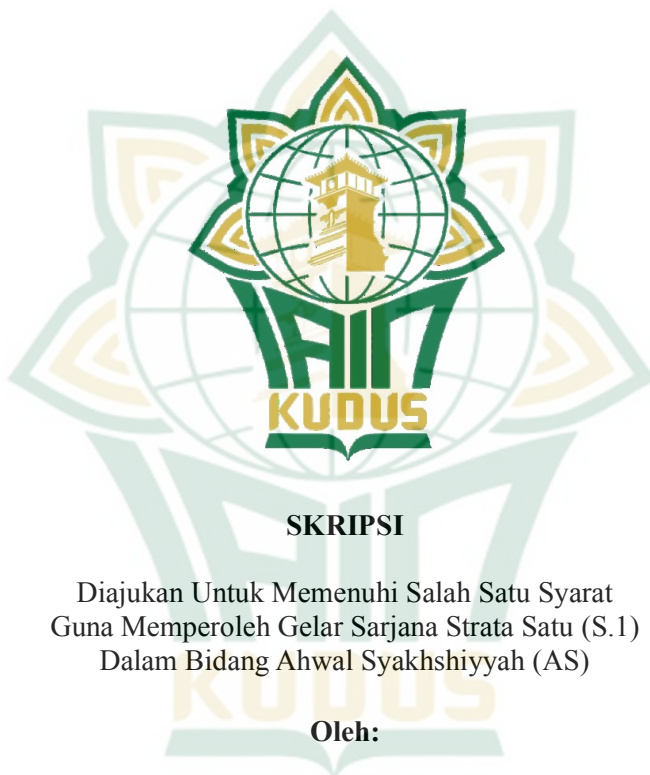 IAIN
KUDUS
SKRIPSI
Diajukan Untuk Memenuhi Salah Satu Syarat
Guna Memperoleh Gelar Sarjana Strata Satu (S.1)
Dalam Bidang Ahwal Syakhshiyyah (AS)
Oleh: